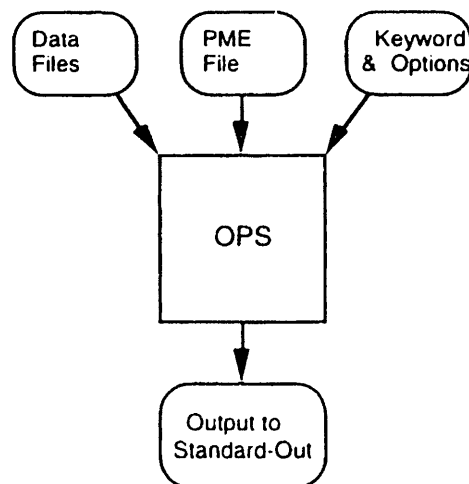 Data
Files
PME
File
Keyword
& Options
OPS
Output to
Standard-Out